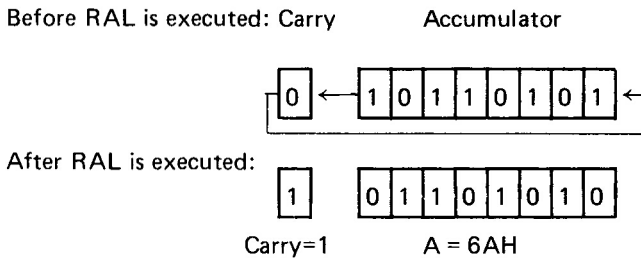 Before RAL is executed: Carry Accumulator
0 1 0 1 1 0 1 0 1
After RAL is executed:
1 0 1 1 0 1 0 1 0
Carry=1 A = 6AH